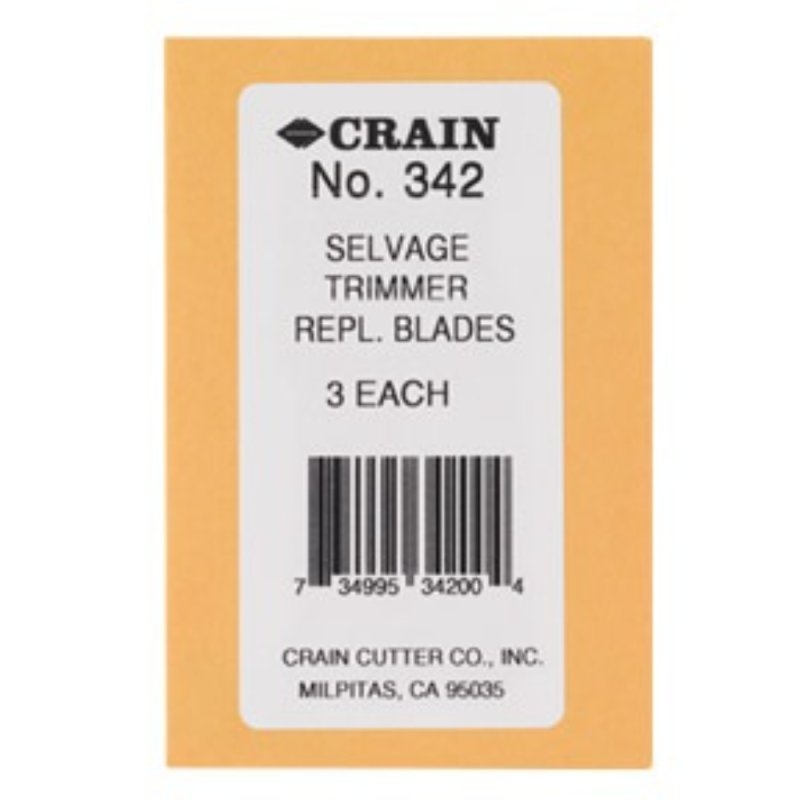 CRAIN
No. 342
SELVAGE
TRIMMER
REPL. BLADES
3 EACH
7 34995 34200 4
CRAIN CUTTER CO., INC.
MILPITAS, CA 95035